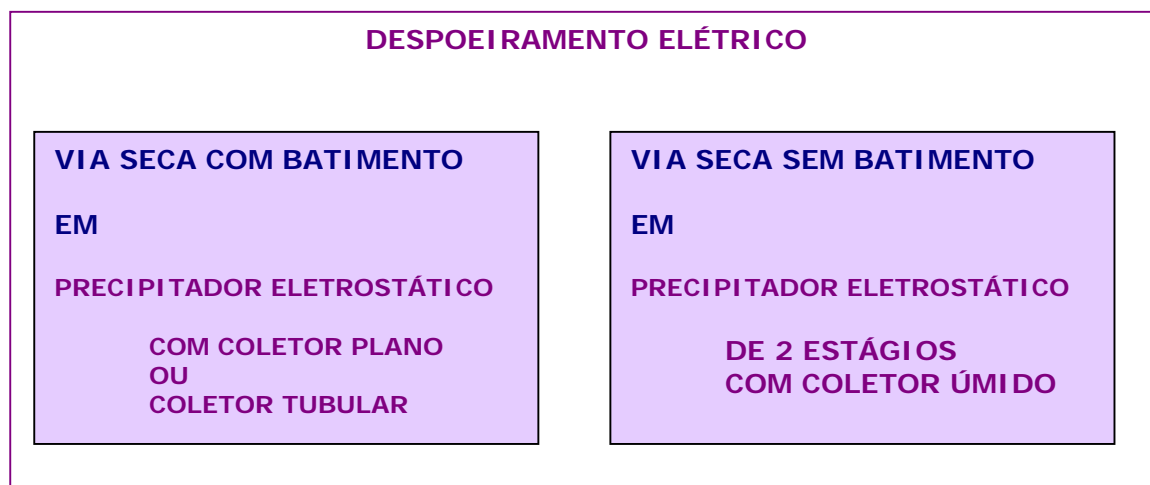 DESPOEIRAMENTO ELÉTRICO
VIA SECA COM BATIMENTO
EM
PRECIPITADOR ELETROSTÁTICO
COM COLETOR PLANO
OU
COLETOR TUBULAR
VIA SECA SEM BATIMENTO
EM
PRECIPITADOR ELETROSTÁTICO
DE 2 ESTÁGIOS
COM COLETOR ÚMIDO